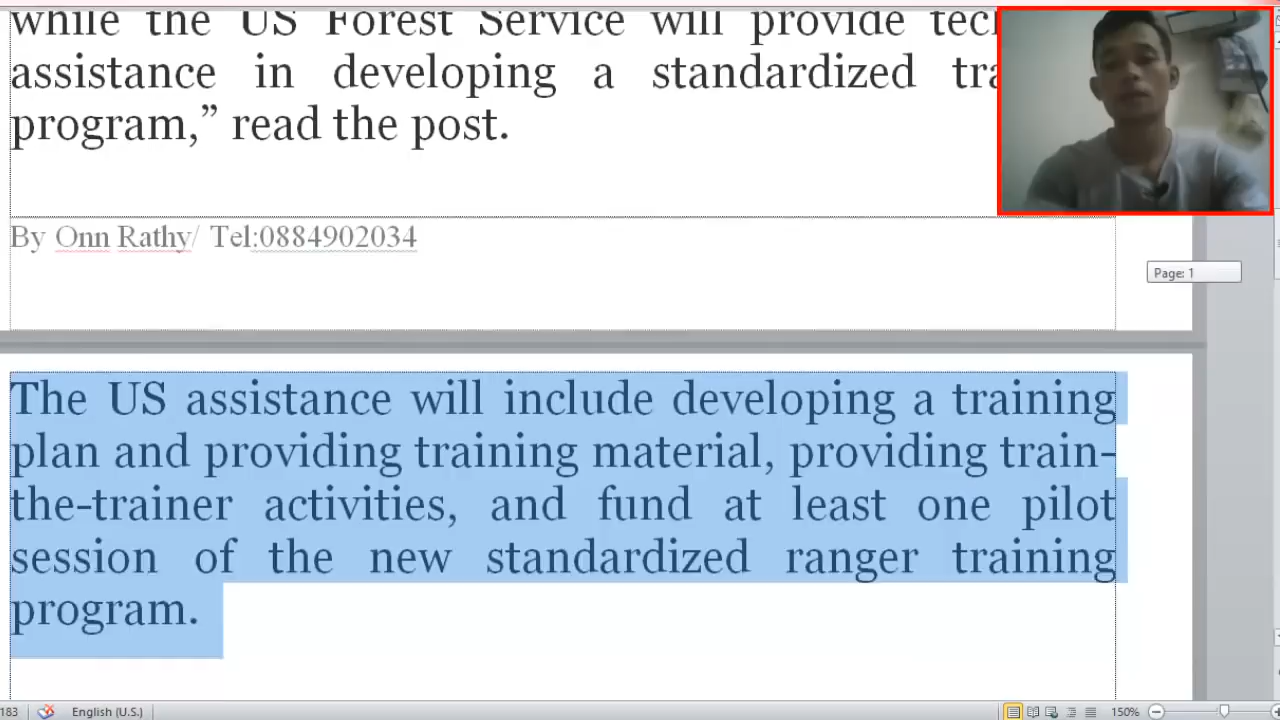 while the US Forest Service will provide
assistance in developing a standardized
program,” read the post.
By Onn Rathy/ Tel:0884902034
Page: 1
The US assistance will include developing a training
plan and providing training material, providing train-
the-trainer activities, and fund at least one pilot
session of the new standardized ranger training
program.
183
English (U.S.)
150%